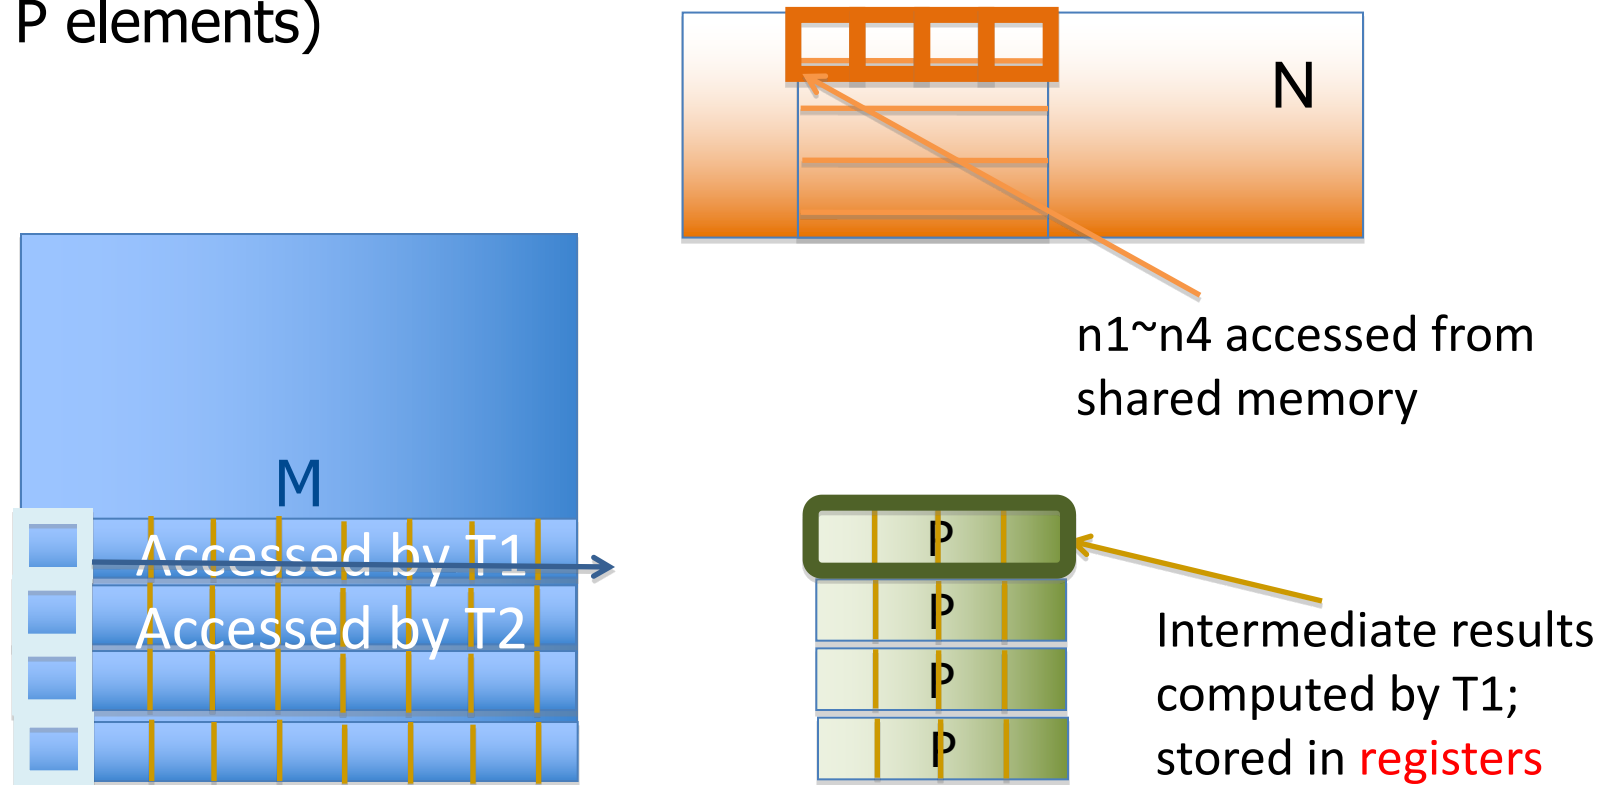 P elements)
N
n1~n4 accessed from
shared memory
M
Accessed by T1
Accessed by T2
P
P
P
P
Intermediate results
computed by T1;
stored in registers